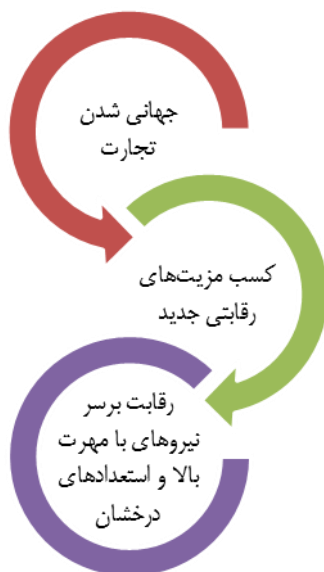 جهانی شدن
تجارت
کسب مزیت‌های
رقابتی جدید
رقابت برسر
نیروهای با مهرت
بالا و استعدادهای
درخشان